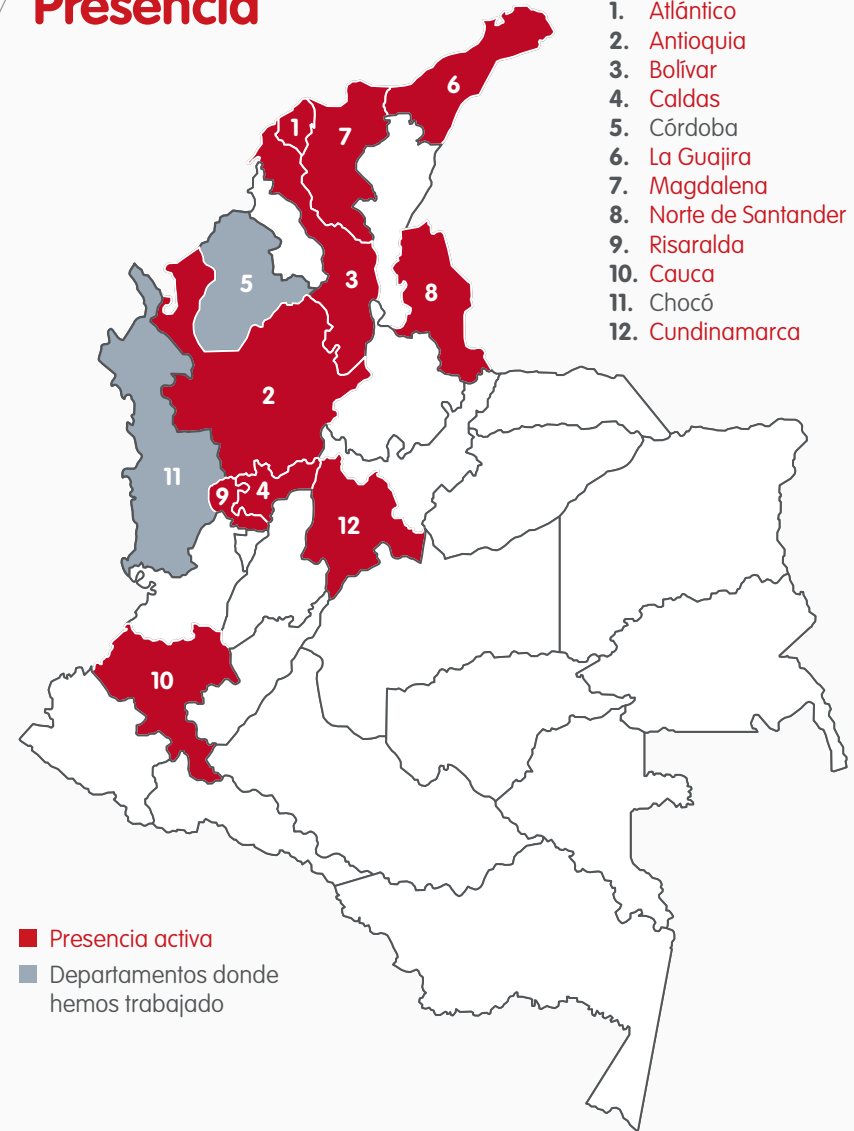 Presencia
1. Atlántico
2. Antioquia
3. Bolívar
4. Caldas
5. Córdoba
6. La Guajira
7. Magdalena
8. Norte de Santander
9. Risaralda
10. Cauca
11. Chocó
12. Cundinamarca
6
1
7
5
3
8
2
11
9
4
12
10
Presencia activa
Departamentos donde
hemos trabajado